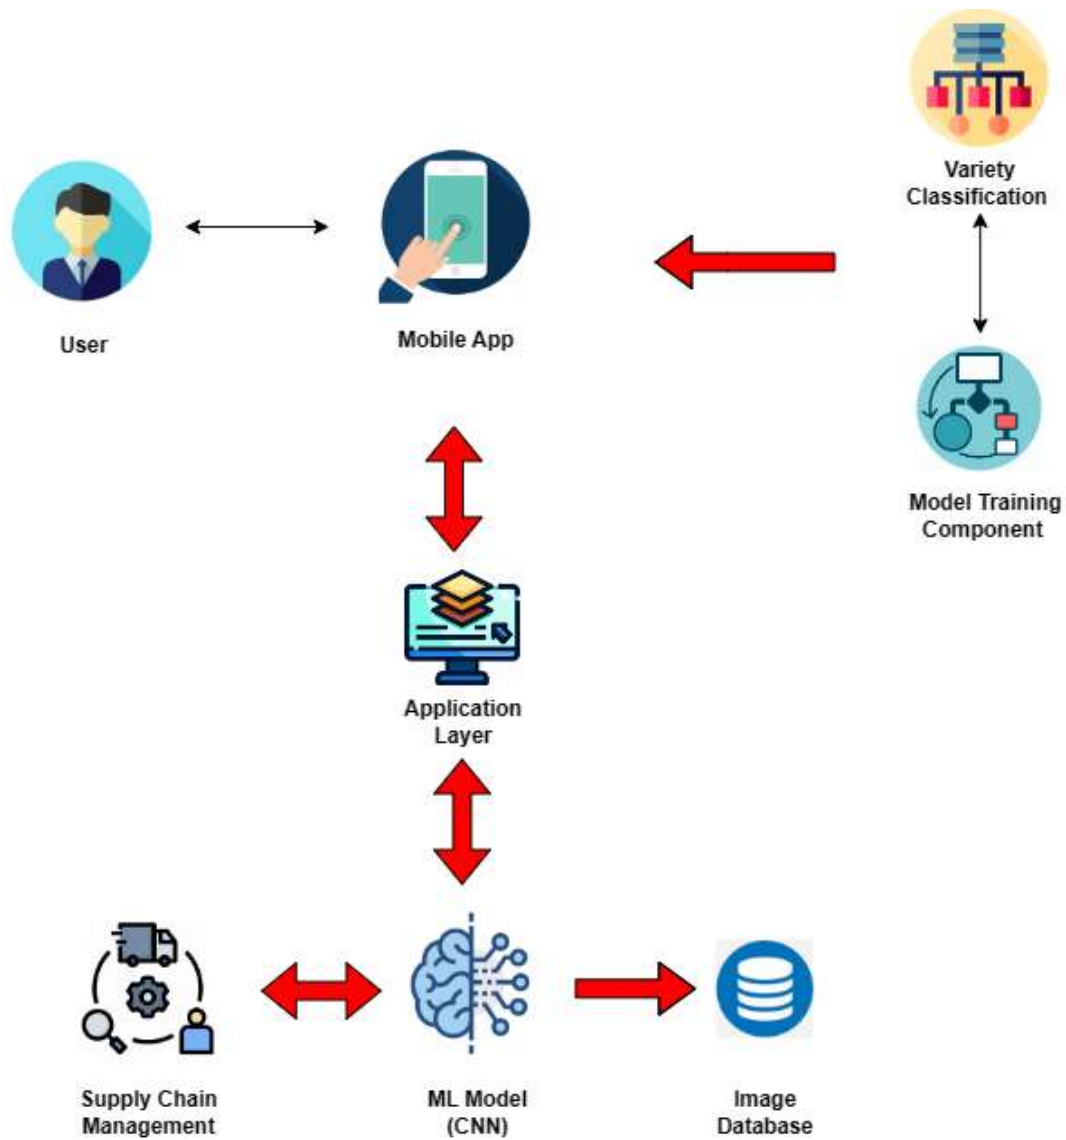 Variety
Classification
User
Mobile App
Model Training
Component
Application
Layer
Supply Chain
Management
ML Model
(CNN)
Image
Database